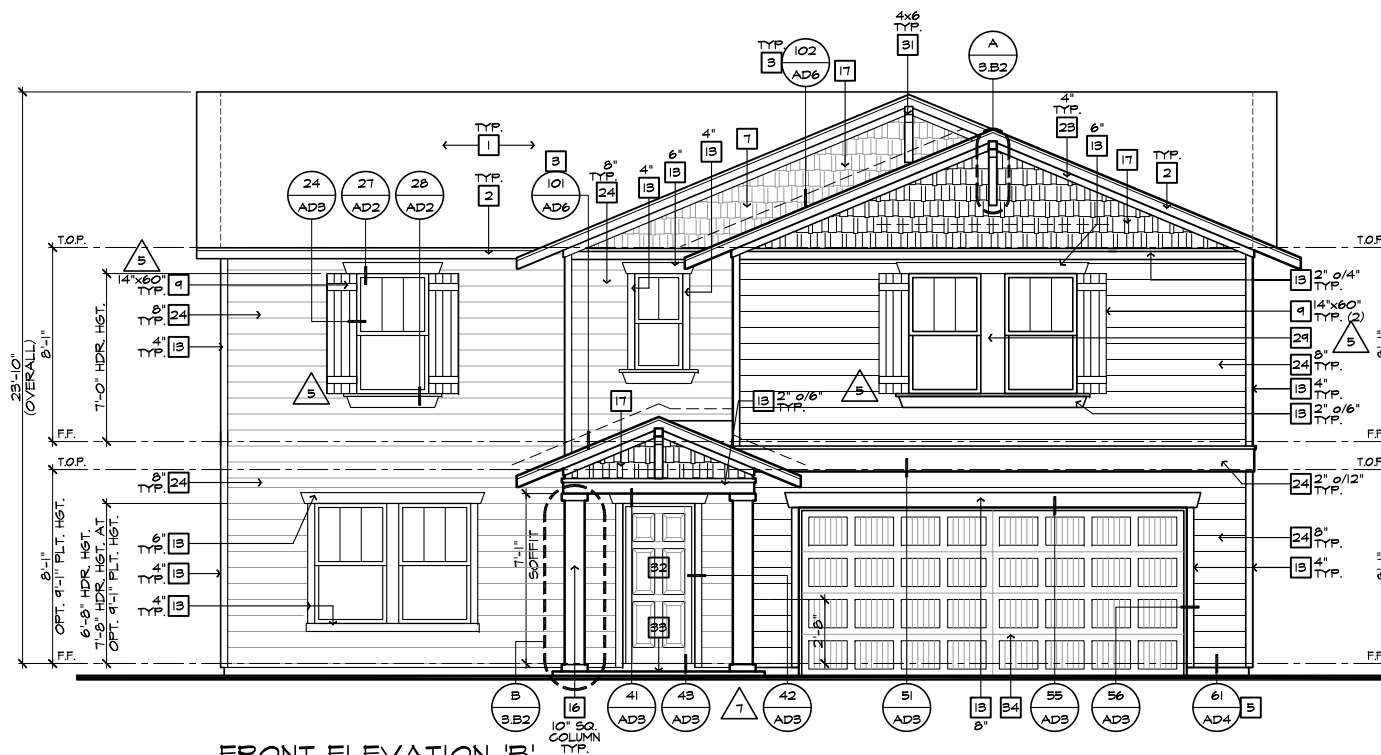 4x6
TYP.
31
A
3.B2
TYP.
3
102
AD6
17
4"
TYP.
23
6"
13
17
TYP.
2
TYP.
1
7
4"
13
6"
13
4"
13
8"
TYP.
24
3
101
AD6
TYP.
2
24
AD3
27
AD2
28
AD2
T.O.P.
5
14"x60"
TYP.
9
8"
TYP.
24
4"
TYP.
13
23'-10"
(OVERALL)
8'-1"
7'-0" HDR. HGT.
5
5
13
2" o/4"
TYP.
9
14"x60"
TYP. (2)
29
5
24
8"
TYP.
13
4"
TYP.
13
2" o/6"
TYP.
17
13
2" o/6"
TYP.
F.F.
F.F
T.O.P.
T.O.F
T.O.F
8"
TYP.
24
24
2" o/12"
TYP.
6"
TYP.
13
4"
TYP.
13
4"
TYP.
13
8'-1"
OPT. 9'-1" PLT. HGT.
6'-8" HDR. HGT.
7'-8" HDR. HGT. AT
OPT. 9'-1" PLT. HGT.
7'-1"
SOFFIT
32
33
2'-8"
24
8"
TYP.
13
4"
TYP.
F.F.
F.F
B
3.B2
16
10" SQ.
COLUMN
TYP.
41
AD3
43
AD3
7
42
AD3
51
AD3
13
8"
34
55
AD3
56
AD3
61
AD4
5
FRONT ELEVATION 'B'